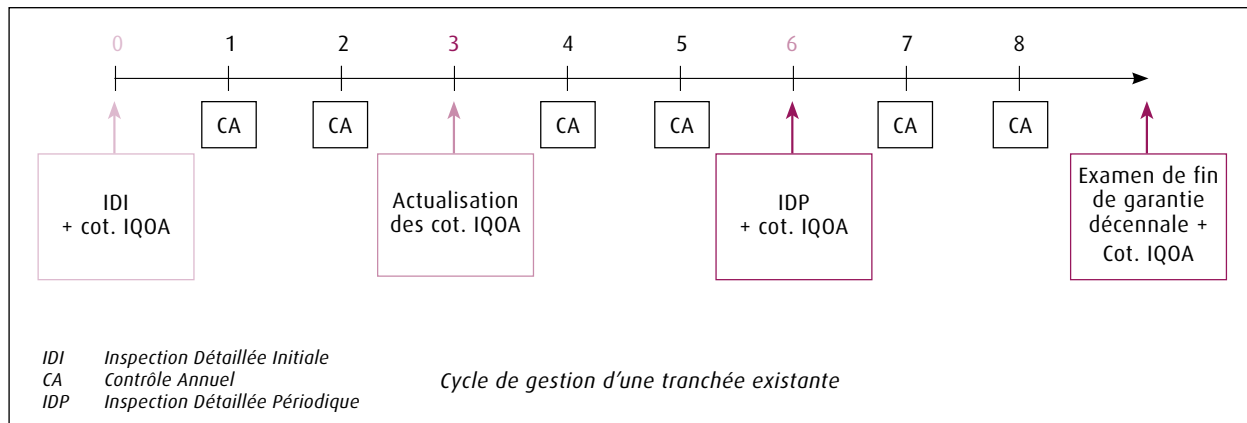 0 1 2 3 4 5 6 7 8
CA CA CA CA CA CA
IDI
+ cot. IQOA
Actualisation
des cot. IQOA
IDP
+ cot. IQOA
Examen de fin
de garantie
décennale +
Cot. IQOA
IDI Inspection Détaillée Initiale
CA Contrôle Annuel
IDP Inspection Détaillée Périodique
Cycle de gestion d'une tranchée existante